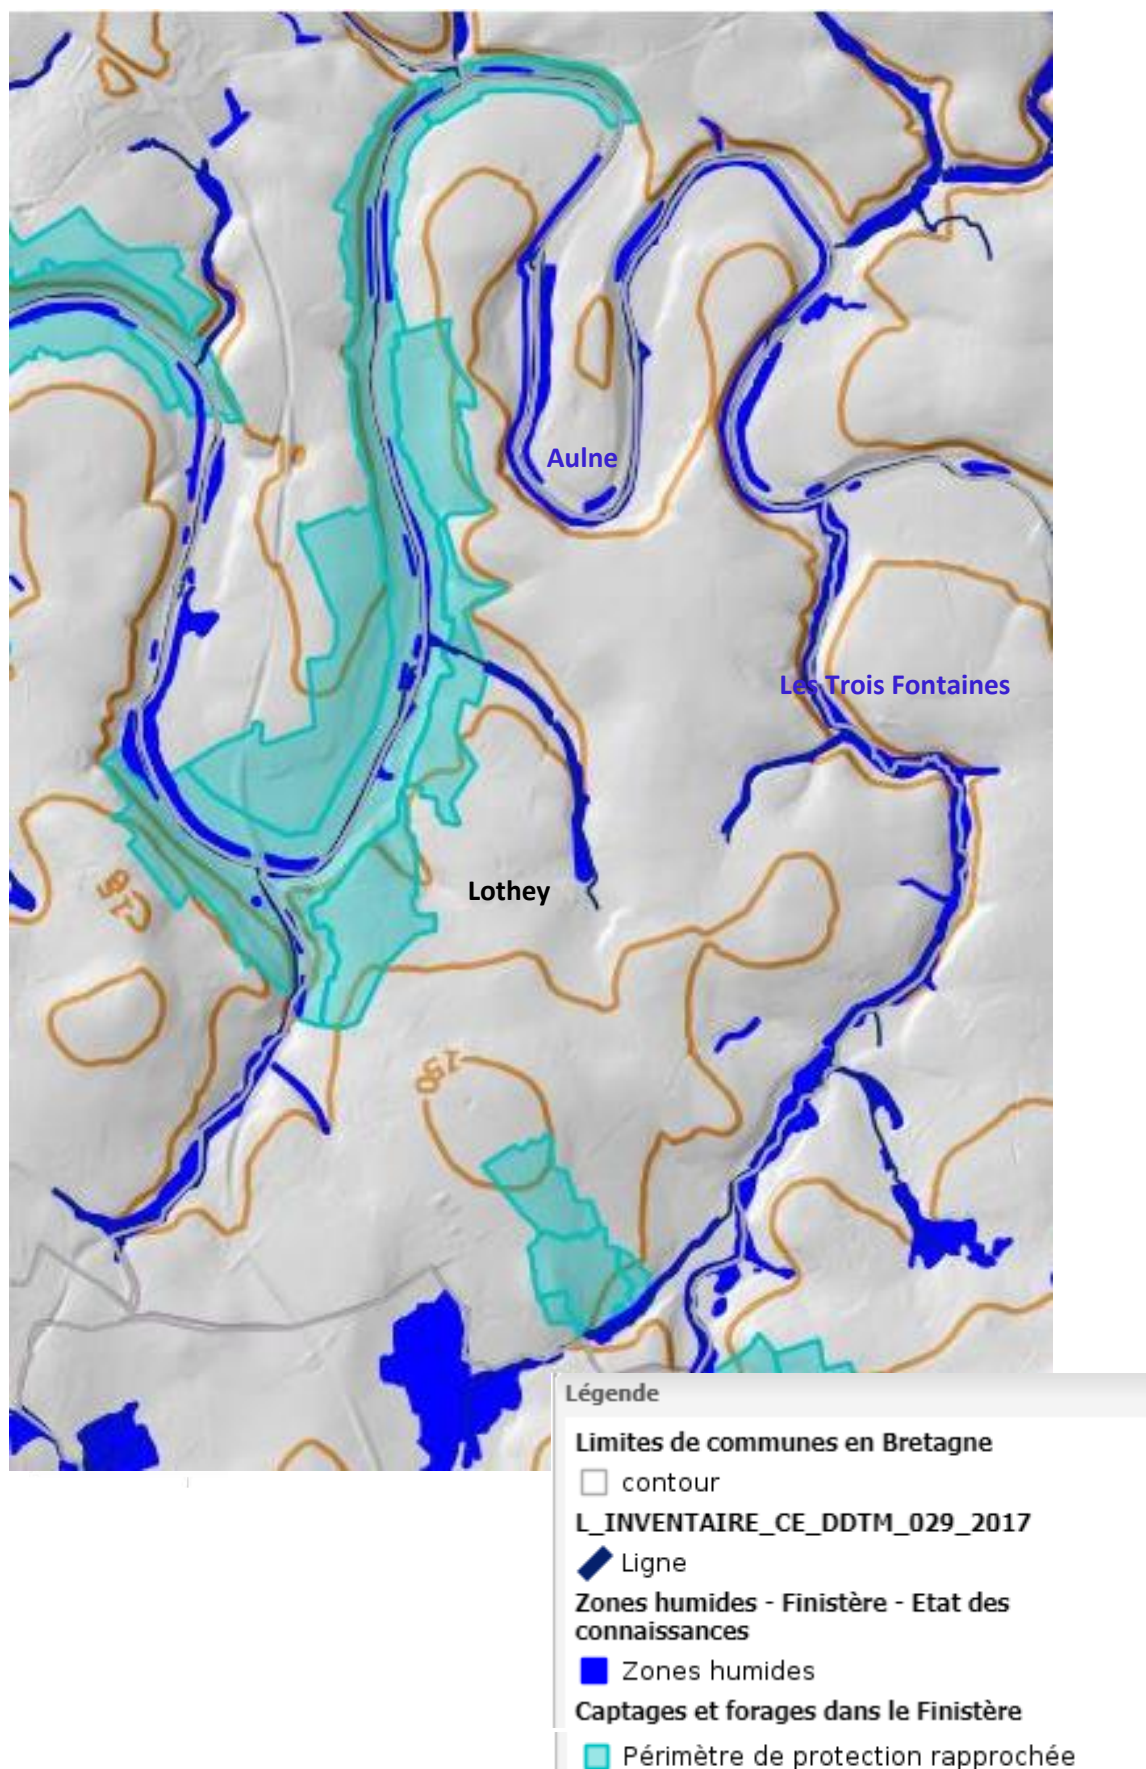 Aulne
Les Trois Fontaines
Lothey
150
Légende
Limites de communes en Bretagne
contour
L_INVENTAIRE_CE_DDTM_029_2017
Ligne
Zones humides - Finistère - Etat des
connaissances
Zones humides
Captages et forages dans le Finistère
Périmètre de protection rapprochée